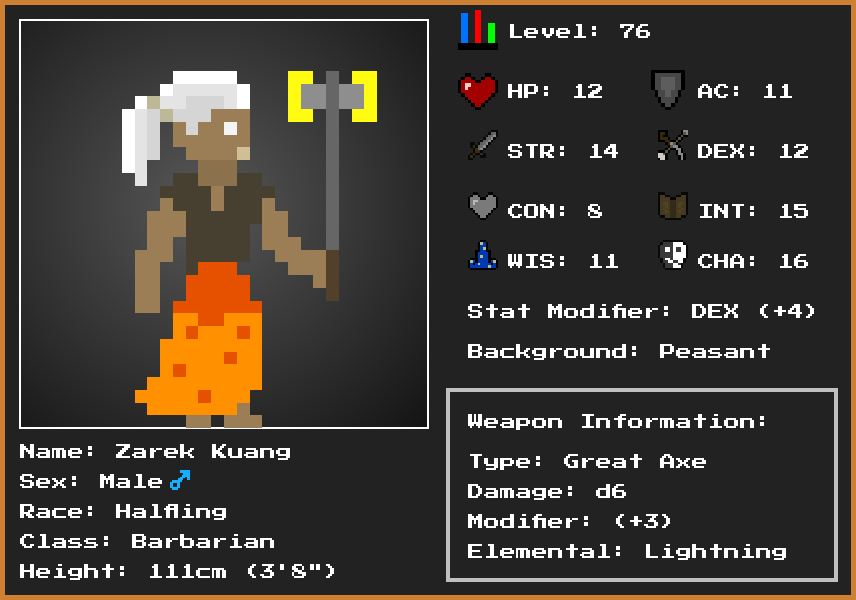 Level: 76
HP: 12
AC: 11
STR: 14
DEX: 12
CON: 8
INT: 15
WIS: 11
CHA: 16
Stat Modifier: DEX (+4)
Background: Peasant
Weapon Information:
Type: Great Axe
Damage: d6
Modifier: (+3)
Elemental: Lightning
Name: Zarek Kuang
Sex: Male♂
Race: Halfling
Class: Barbarian
Height: 111cm (3'8")